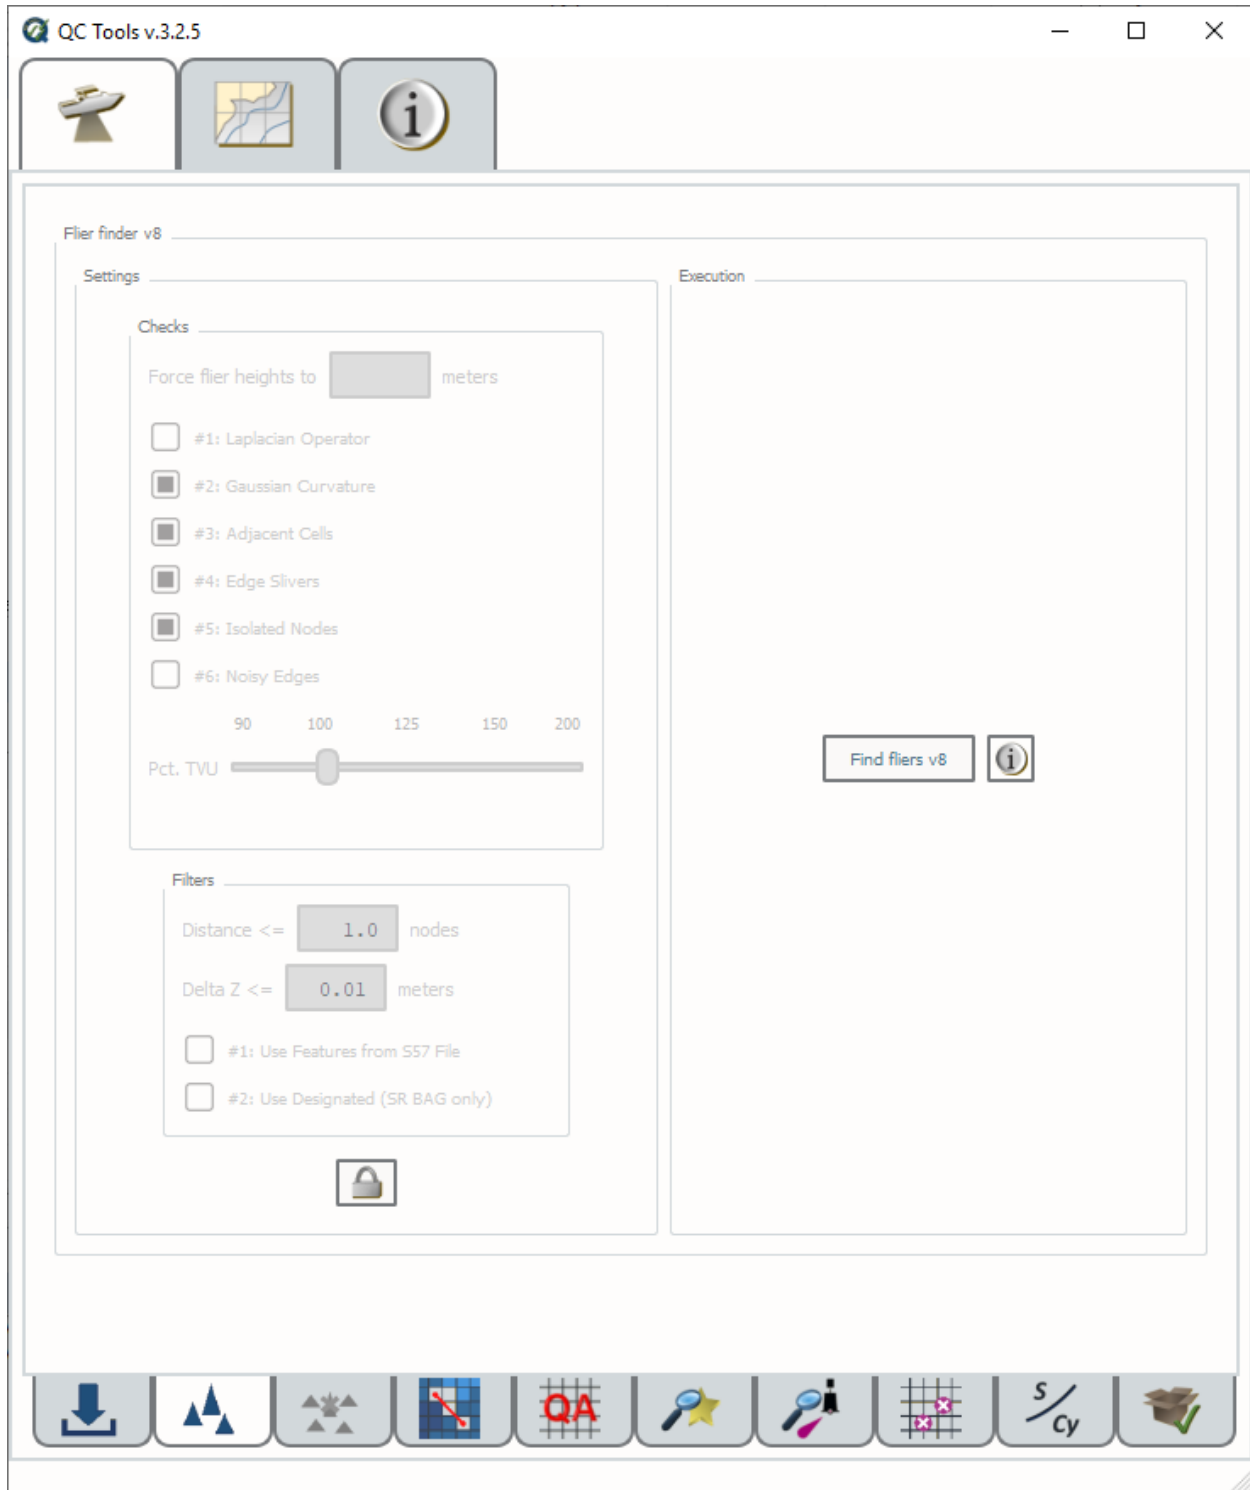 QC Tools v.3.2.5
Flier finder v8
Settings
Execution
Checks
Force flier heights to meters
#1: Laplacian Operator
#2: Gaussian Curvature
#3: Adjacent Cells
#4: Edge Slivers
#5: Isolated Nodes
#6: Noisy Edges
90 100 125 150 200
Pct. TVU
Find fliers v8
Filters
Distance <= 1.0 nodes
Delta Z <= 0.01 meters
#1: Use Features from S57 File
#2: Use Designated (SR BAG only)
QA
S/Cy